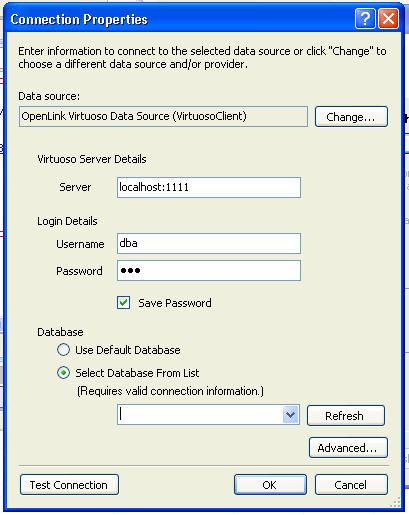 Connection Properties
Enter information to connect to the selected data source or click "Change" to
choose a different data source and/or provider.
Data source:
OpenLink Virtuoso Data Source (VirtuosoClient)
Change...
Virtuoso Server Details
Server
localhost:1111
Login Details
Username
dba
Password
●●●
Save Password
Database
Use Default Database
Select Database From List
(Requires valid connection information.)
Refresh
Advanced...
Test Connection
OK
Cancel